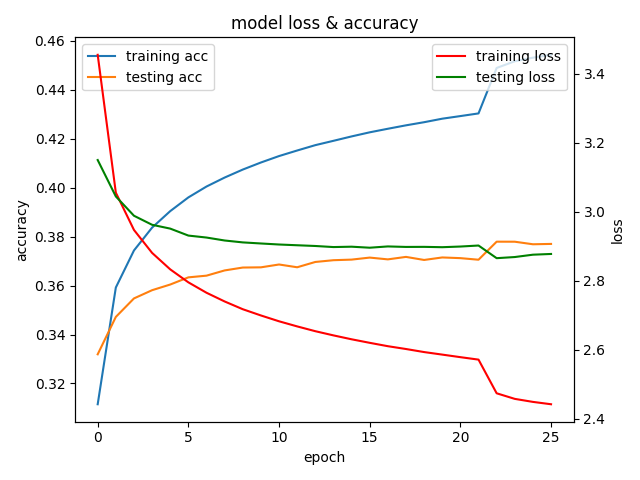 model loss & accuracy
training acc
testing acc
training loss
testing loss
0.46
0.44
0.42
0.40
0.38
0.36
0.34
0.32
accuracy
3.4
3.2
3.0
2.8
2.6
2.4
loss
0 5 10 15 20 25
epoch